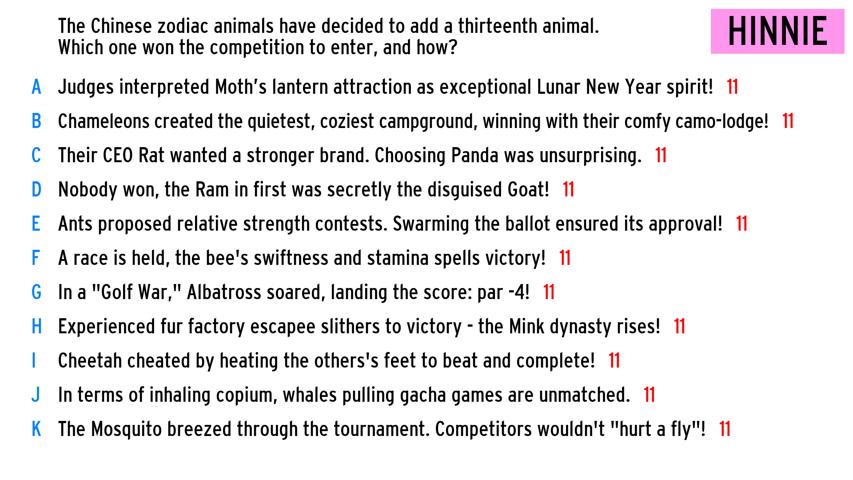 The Chinese zodiac animals have decided to add a thirteenth animal.
Which one won the competition to enter, and how?
HINNIE
A Judges interpreted Moth's lantern attraction as exceptional Lunar New Year spirit! 11
B Chameleons created the quietest, coziest campground, winning with their comfy camo-lodge! 11
C Their CEO Rat wanted a stronger brand. Choosing Panda was unsurprising. 11
D Nobody won, the Ram in first was secretly the disguised Goat! 11
E Ants proposed relative strength contests. Swarming the ballot ensured its approval! 11
F A race is held, the bee's swiftness and stamina spells victory! 11
G In a "Golf War," Albatross soared, landing the score: par -4! 11
H Experienced fur factory escapee slithers to victory - the Mink dynasty rises! 11
I Cheetah cheated by heating the others's feet to beat and complete! 11
J In terms of inhaling copium, whales pulling gacha games are unmatched. 11
K The Mosquito breezed through the tournament. Competitors wouldn't "hurt a fly"! 11